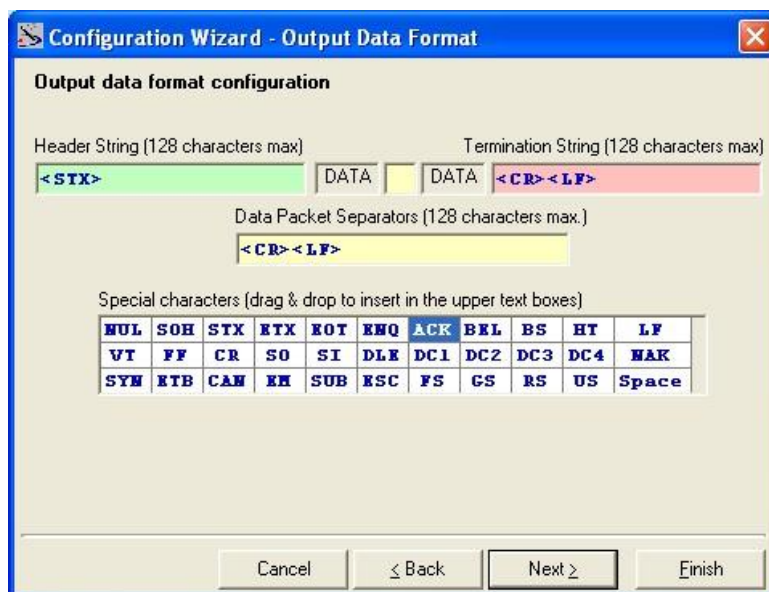 Configuration Wizard - Output Data Format
Output data format configuration
Header String (128 characters max) Termination String (128 characters max)
<STX> DATA DATA <CR><LF>
Data Packet Separators (128 characters max.)
<CR><LF>
Special characters (drag & drop to insert in the upper text boxes)
NUL SOH STX ETX EOT ENQ ACK BEL BS HT LF
VT FF CR SO SI DLE DC1 DC2 DC3 DC4 NAK
SYN ETB CAN EM SUB ESC FS GS RS US Space
Cancel < Back Next > Finish